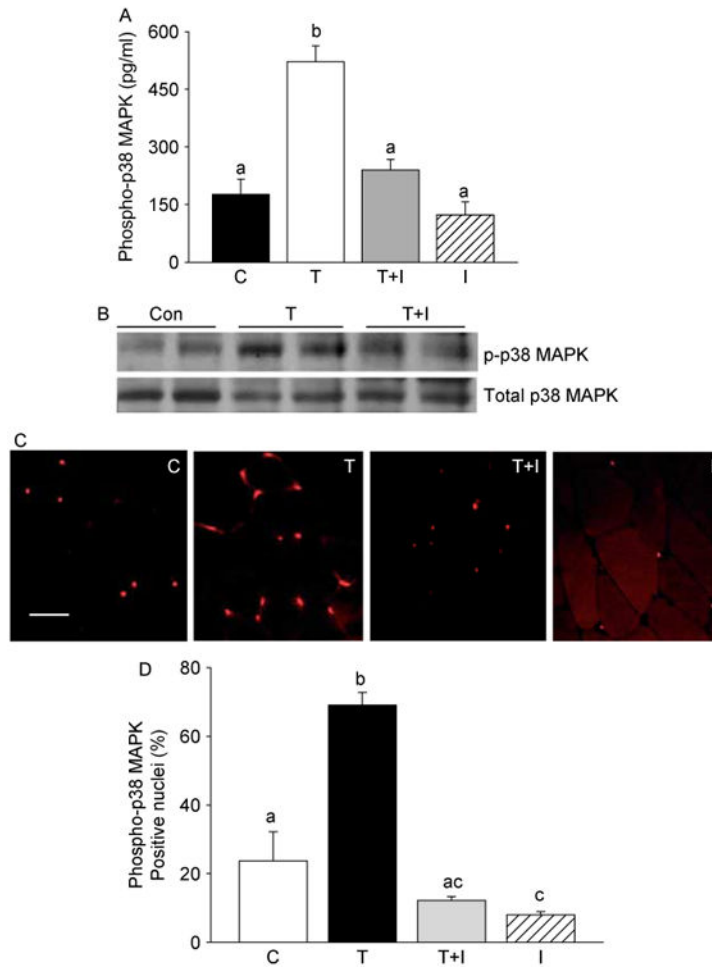 A
Phospho-p38 MAPK (pg/ml)
600
450
300
150
0
a
b
a
a
C
T
T+I
I
B
Con
T
T+I
p-p38 MAPK
Total p38 MAPK
C
C
T
T+I
I
D
Phospho-p38 MAPK
Positive nuclei (%)
80
60
40
20
0
a
b
ac
c
C
T
T+I
I